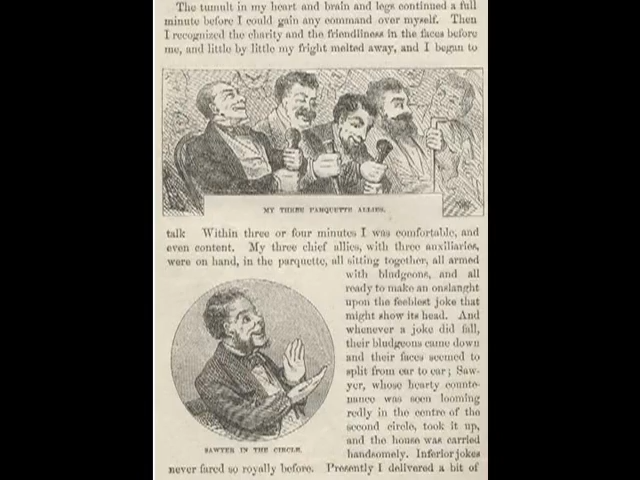 The tumult in my heart and brain and legs continued a full
minute before I could gain any command over myself. Then
I recognized the charity and the friendliness in the faces before
me, and little by little my fright melted away, and I began to
MY THREE PARQUETTE ALLIES.
talk Within three or four minutes I was comfortable, and
even content. My three chief allies, with three auxiliaries,
were on hand, in the parquette, all sitting together, all armed
with bludgeons, and all
ready to make an onslaught
upon the feeblest joke that
might show its head. And
whenever a joke did fall,
their bludgeons came down
and their faces seemed to
split from ear to ear; Saw-
yer, whose hearty counte-
nance was seen looming
redly in the centre of the
second circle, took it up,
and the house was carried
handsomely. Inferior jokes
SAWYER IN THE CIRCLE.
never fared so royally before. Presently I delivered a bit of